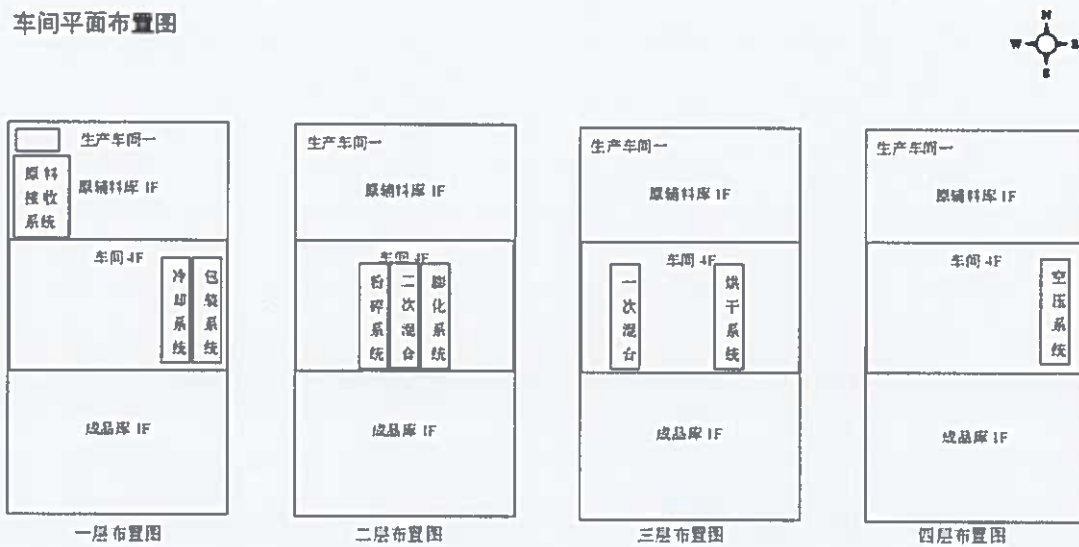 车间平面布置图
N
W
E
S
生产车间一
原料
接收
系统
原辅料库 1F
车间 4F
冷却系统
包装系统
成品库 1F
一层布置图
生产车间一
原辅料库 1F
车间 4F
粉碎系统
二次混合
膨化系统
成品库 1F
二层布置图
生产车间一
原辅料库 1F
车间 4F
一次混合
烘干系统
成品库 1F
三层布置图
生产车间一
原辅料库 1F
车间 4F
空压系统
成品库 1F
四层布置图